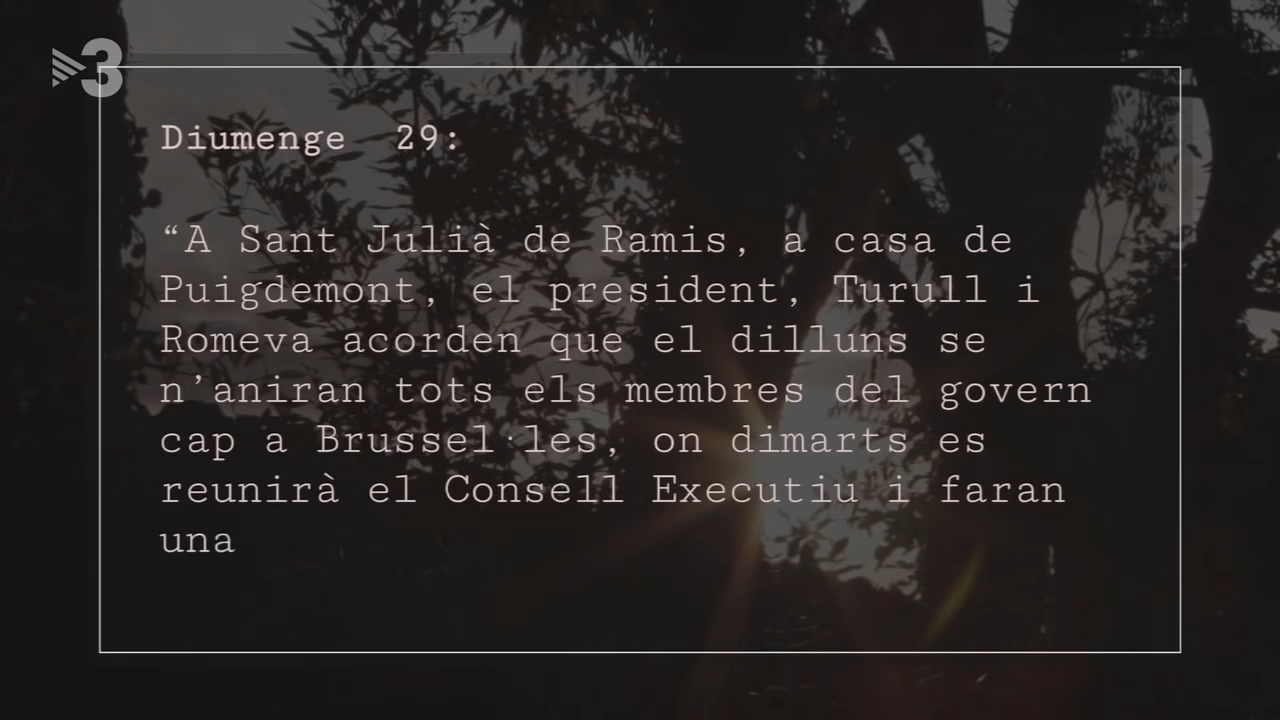 3
Diumenge 29:
“A Sant Julià de Ramis, a casa de
Puigdemont, el president, Turull i
Romeva acorden que el dilluns se
n’aniran tots els membres del govern
cap a Brussel·les, on dimarts es
reunirà el Consell Executiu i faran
una